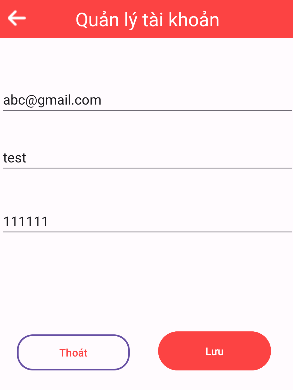 Quản lý tài khoản
abc@gmail.com
test
111111
Thoát
Lưu